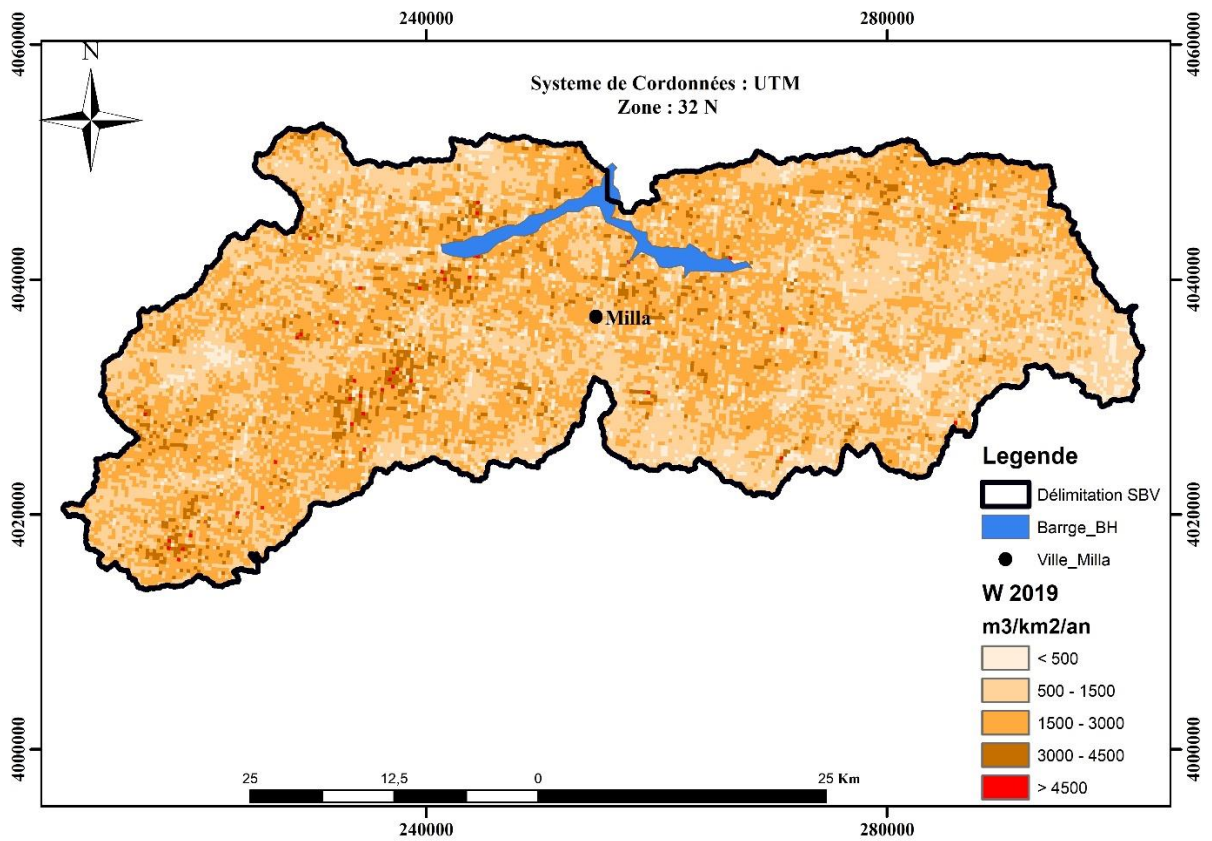 240000
280000
4060000
4060000
N
Systeme de Cordonnées : UTM
Zone : 32 N
4040000
4040000
Milla
Legende
Délimitation SBV
4020000
4020000
Barrge_BH
Ville_Milla
W 2019
m3/km2/an
< 500
500 - 1500
1500 - 3000
3000 - 4500
> 4500
4000000
4000000
25
12,5
0
25 Km
240000
280000